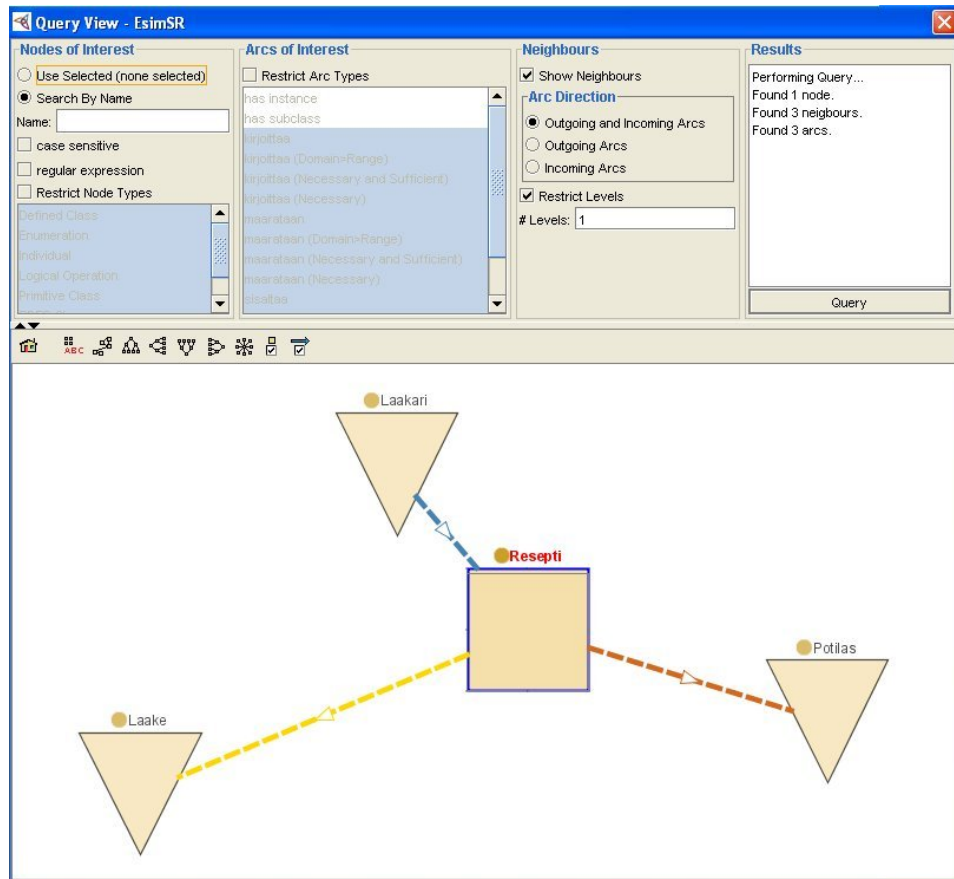 Query View - EsimSR
Nodes of Interest
Use Selected (none selected)
Search By Name
Name:
case sensitive
regular expression
Restrict Node Types
Defined Class
Enumeration
Individual
Logical Operation
Primitive Class
Arcs of Interest
Restrict Arc Types
has instance
has subclass
kirjoittaa
kirjoittaa (Domain>Range)
kirjoittaa (Necessary and Sufficient)
kirjoittaa (Necessary)
maarataan
maarataan (Domain>Range)
maarataan (Necessary and Sufficient)
maarataan (Necessary)
sisaltaa
Neighbours
Show Neighbours
Arc Direction
Outgoing and Incoming Arcs
Outgoing Arcs
Incoming Arcs
Restrict Levels
# Levels: 1
Results
Performing Query...
Found 1 node.
Found 3 neigbours.
Found 3 arcs.
Query
ABC
Laakari
Resepti
Potilas
Laake